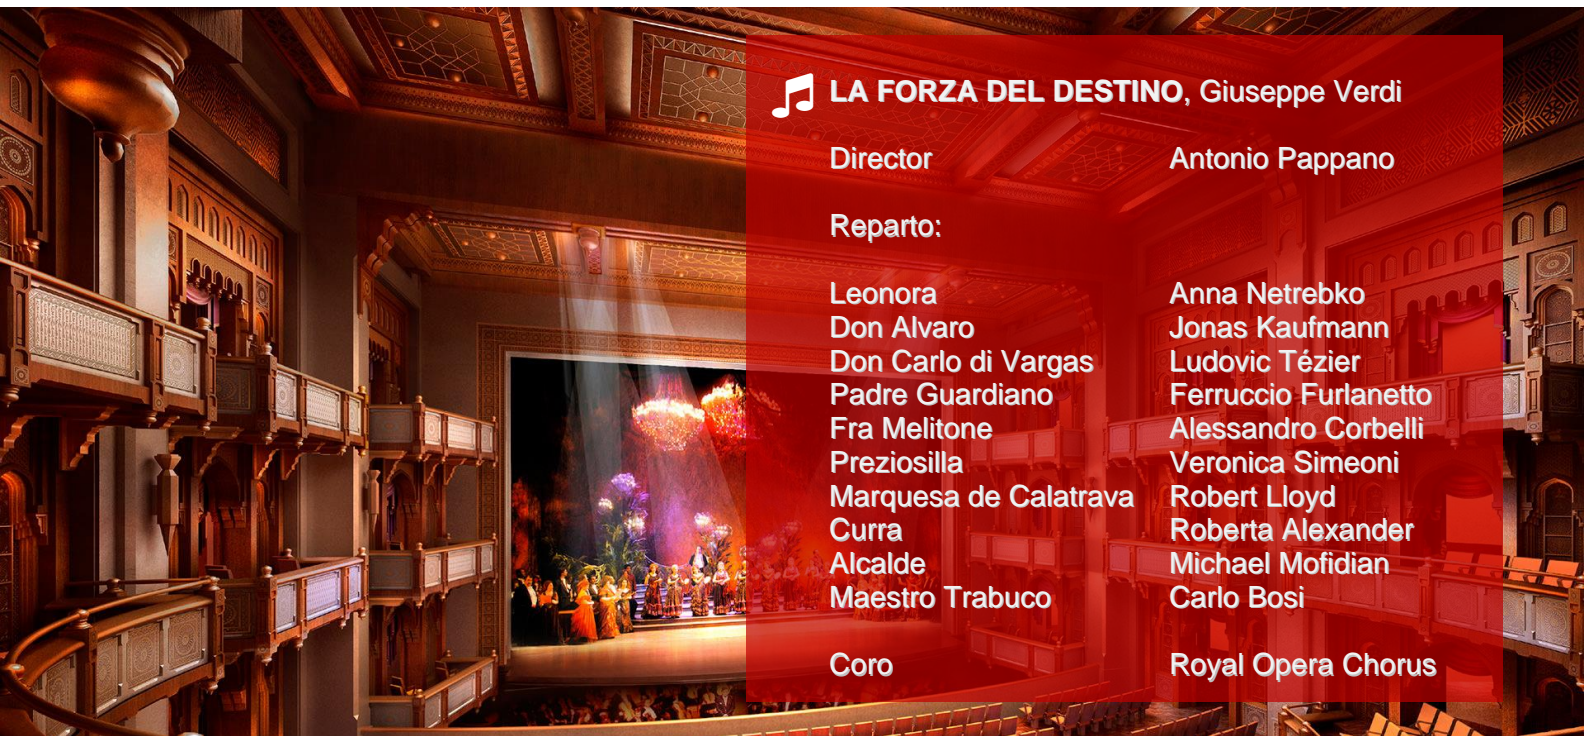 LA FORZA DEL DESTINO, Giuseppe Verdi
Director Antonio Pappano
Reparto:
Leonora Anna Netrebko
Don Alvaro Jonas Kaufmann
Don Carlo di Vargas Ludovic Tézier
Padre Guardiano Ferruccio Furlanetto
Fra Melitone Alessandro Corbelli
Preziosilla Veronica Simeoni
Marquesa de Calatrava Robert Lloyd
Curra Roberta Alexander
Alcalde Michael Mofidian
Maestro Trabuco Carlo Bosi
Coro Royal Opera Chorus